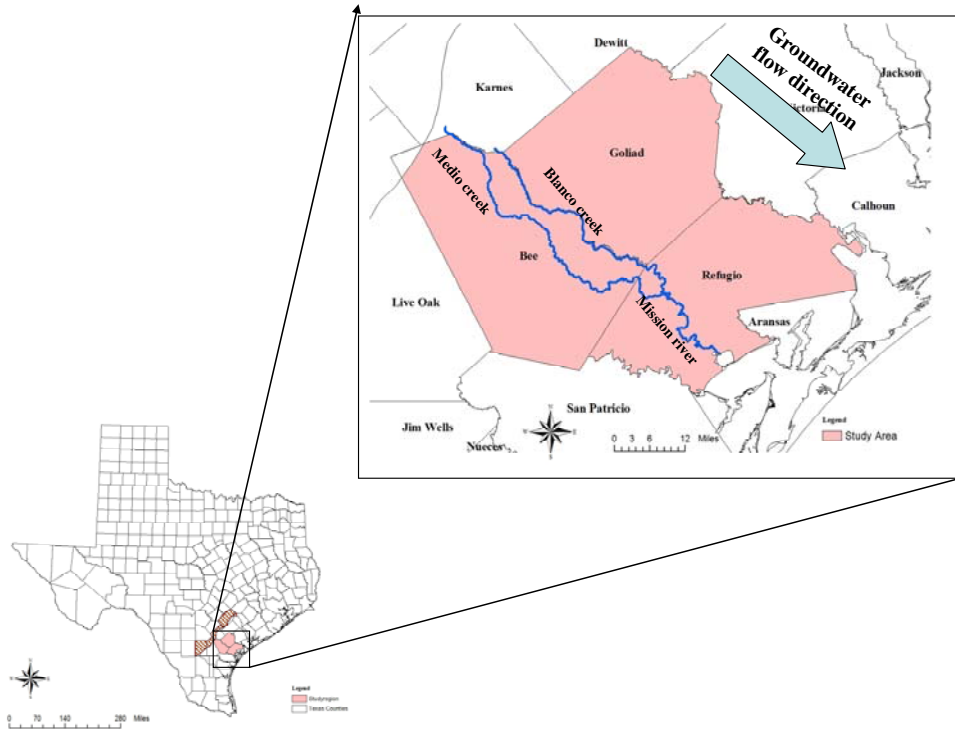 Groundwater
flow direction
Dewitt
Jackson
Karnes
ictoria
Goliad
Medio creek
Blanco creek
Calhoun
Bee
Refugio
Live Oak
Mission river
Aransas
San Patricio
Jim Wells
Nueces
N
W E
S
0 3 6 12 Miles
Legend
Study Area
N
W E
S
0 70 140 280 Miles
Legend
Studyregion
Texas Counties